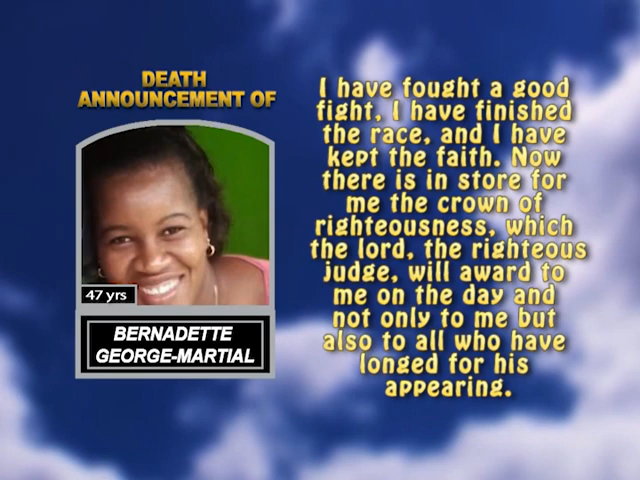 DEATH
ANNOUNCEMENT OF
47 yrs
BERNADETTE
GEORGE-MARTIAL
I have fought a good
fight, I have finished
the race, and I have
kept the faith. Now
there is in store for
me the crown of
righteousness, which
the lord, the righteous
judge, will award to
me on the day and
not only to me but
also to all who have
longed for his
appearing.